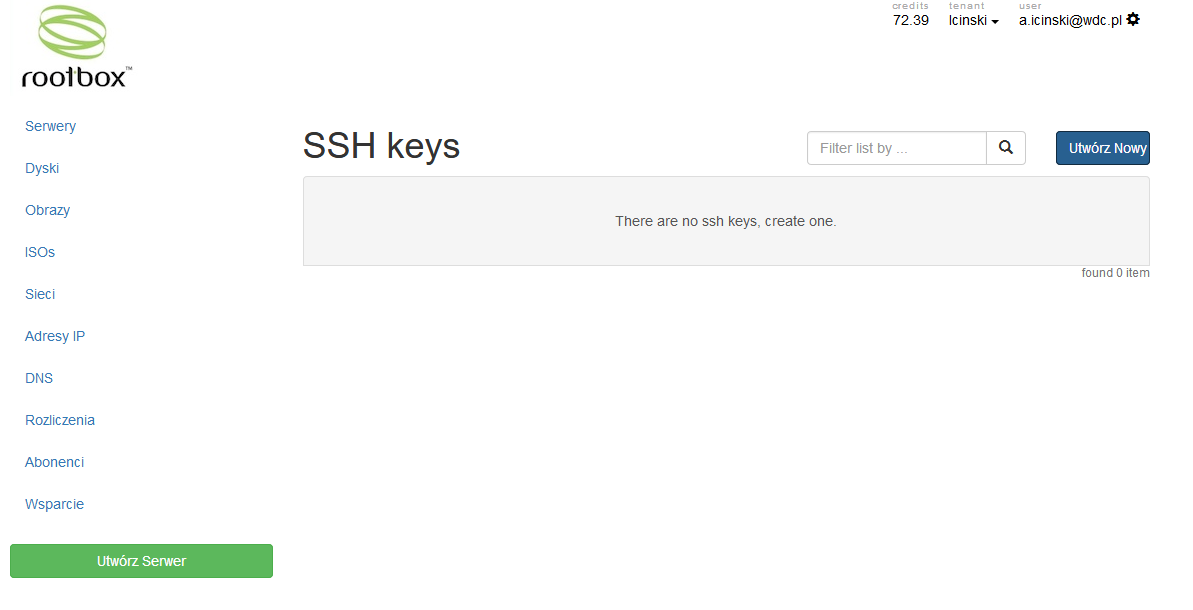 credits tenant user
72.39 Icinski a.icinski@wdc.pl
rootbox™
Serwery
Dyski
Obrazy
ISOs
Sieci
Adresy IP
DNS
Rozliczenia
Abonenci
Wsparcie
Utwórz Serwer
SSH keys
Filter list by ...
Utwórz Nowy
There are no ssh keys, create one.
found 0 item